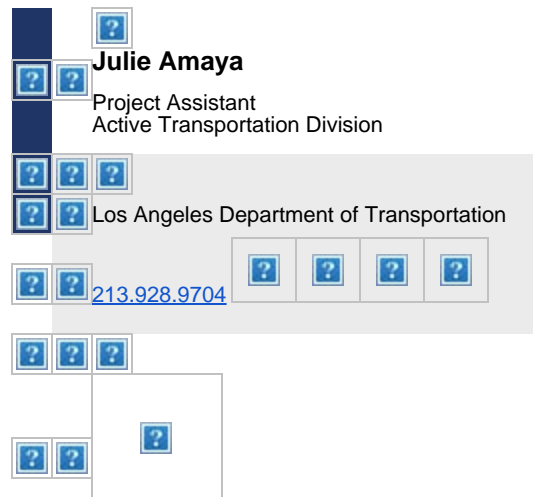 Julie Amaya
Project Assistant
Active Transportation Division
Los Angeles Department of Transportation
213.928.9704